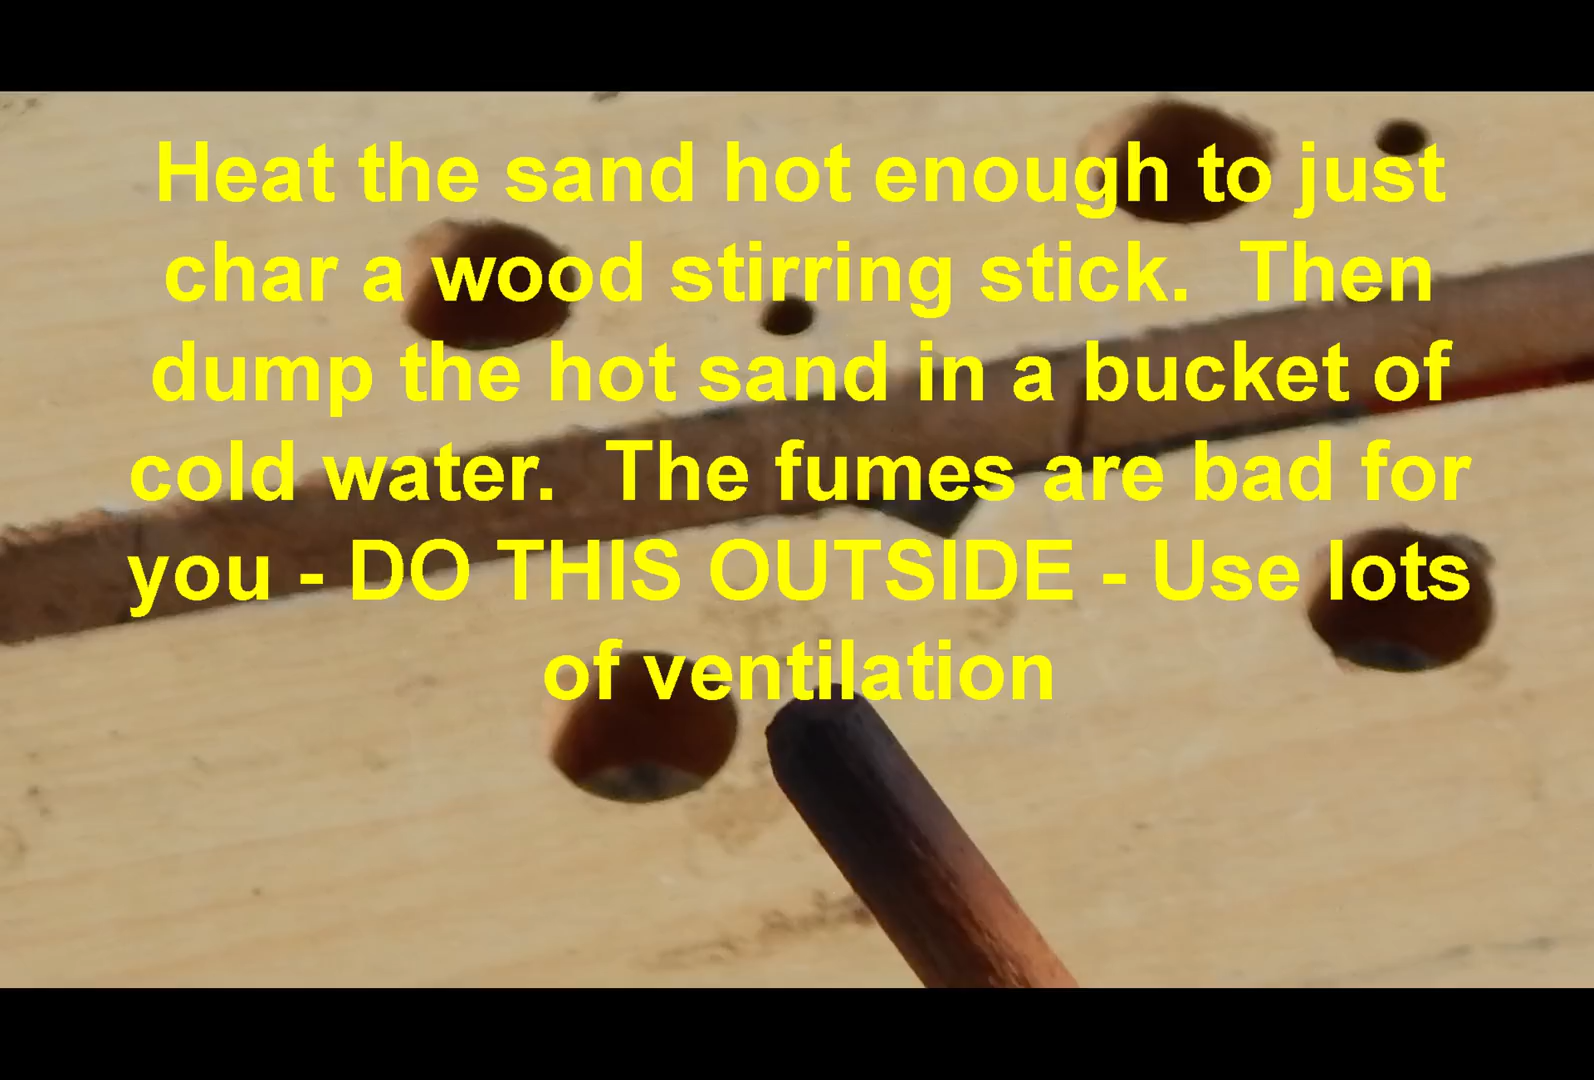 Heat the sand hot enough to just
char a wood stirring stick.  Then
dump the hot sand in a bucket of
cold water.  The fumes are bad for
you - DO THIS OUTSIDE - Use lots
of ventilation